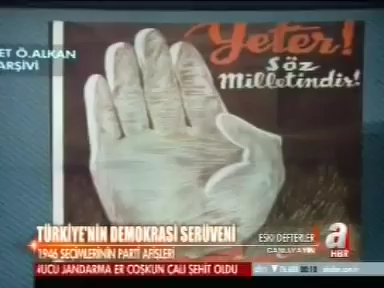 ET Ö.ALKAN
ARŞİVİ
Yeter!
Söz
Milletindir!
TÜRKİYE'NİN DEMOKRASİ SERÜVENİ
1946 SEÇİMLERİNİN PARTİ AFİŞLERİ
ESKİ DEFTERLER
CANLI YAYIN
a
HBR
NUCU JANDARMA ER COŞKUN ÇALI ŞEHİT OLDU